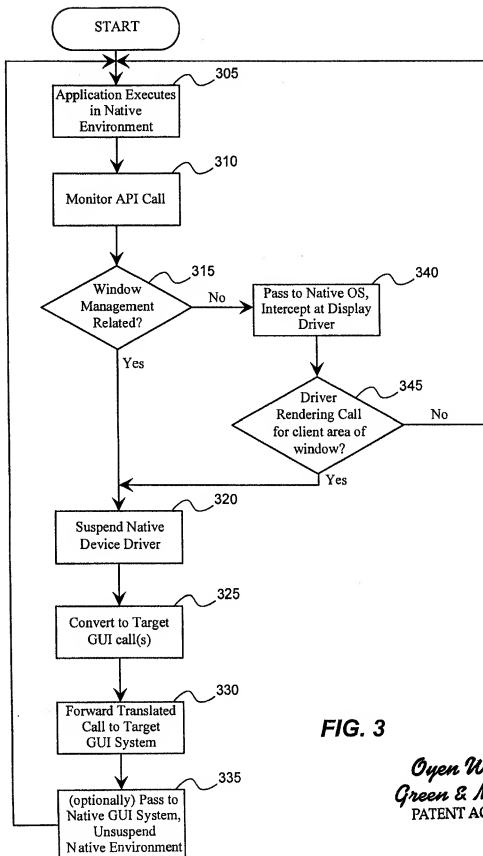 START
305
Application Executes
in Native
Environment
310
Monitor API Call
315
Window
Management
Related?
No
Yes
340
Pass to Native OS,
Intercept at Display
Driver
345
Driver
Rendering Call
for client area of
window?
No
Yes
320
Suspend Native
Device Driver
325
Convert to Target
GUI call(s)
330
Forward Translated
Call to Target
GUI System
335
(optionally) Pass to
Native GUI System,
Unsuspend
Native Environment
FIG. 3
Oyen W
Green &
PATENT